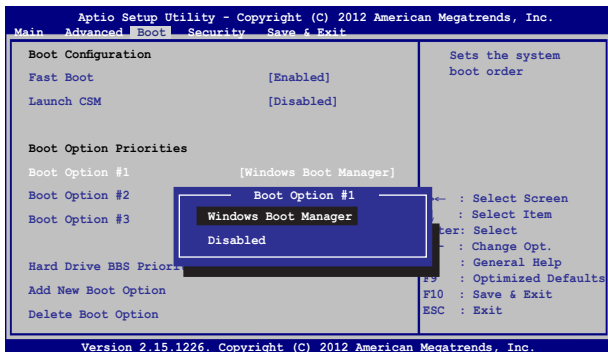 Aptio Setup Utility - Copyright (C) 2012 American Megatrends, Inc.
Main Advanced Boot Security Save & Exit
Boot Configuration
Fast Boot [Enabled]
Launch CSM [Disabled]
Boot Option Priorities
Boot Option #1 [Windows Boot Manager]
Boot Option #2
Boot Option #3
Hard Drive BBS
Add New Boot Option
Delete Boot Option
Boot Option #1
Windows Boot Manager
Disabled
Sets the system
boot order
: Select Screen
: Select Item
: Select
: Change Opt.
: General Help
F9 : Optimized Defaults
F10 : Save & Exit
ESC : Exit
Version 2.15.1226. Copyright (C) 2012 American Megatrends, Inc.